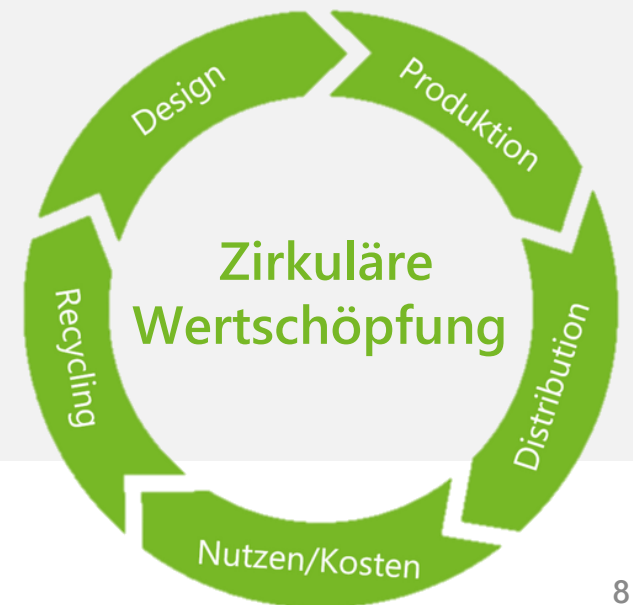 Design
Produktion
Zirkuläre
Wertschöpfung
Distribution
Nutzen/Kosten
Recycling
8